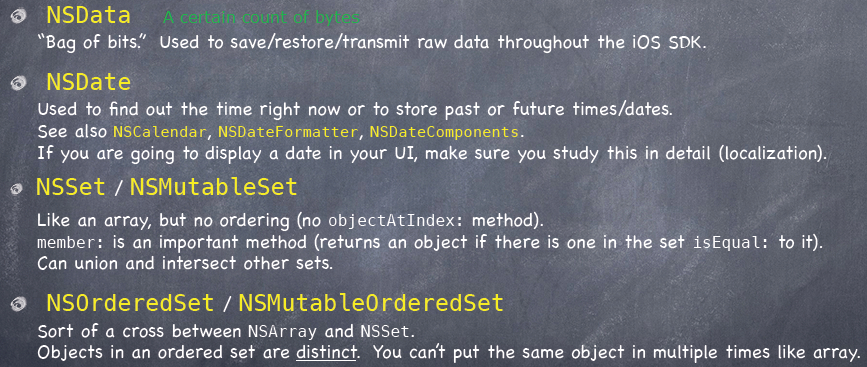 NSData A certain count of bytes
“Bag of bits.” Used to save/restore/transmit raw data throughout the iOS SDK.
NSDate
Used to find out the time right now or to store past or future times/dates.
See also NSCalendar, NSDateFormatter, NSDateComponents.
If you are going to display a date in your UI, make sure you study this in detail (localization).
NSSet / NSMutableSet
Like an array, but no ordering (no objectAtIndex: method).
member: is an important method (returns an object if there is one in the set isEqual: to it).
Can union and intersect other sets.
NSOrderedSet / NSMutableOrderedSet
Sort of a cross between NSArray and NSSet.
Objects in an ordered set are distinct. You can’t put the same object in multiple times like array.